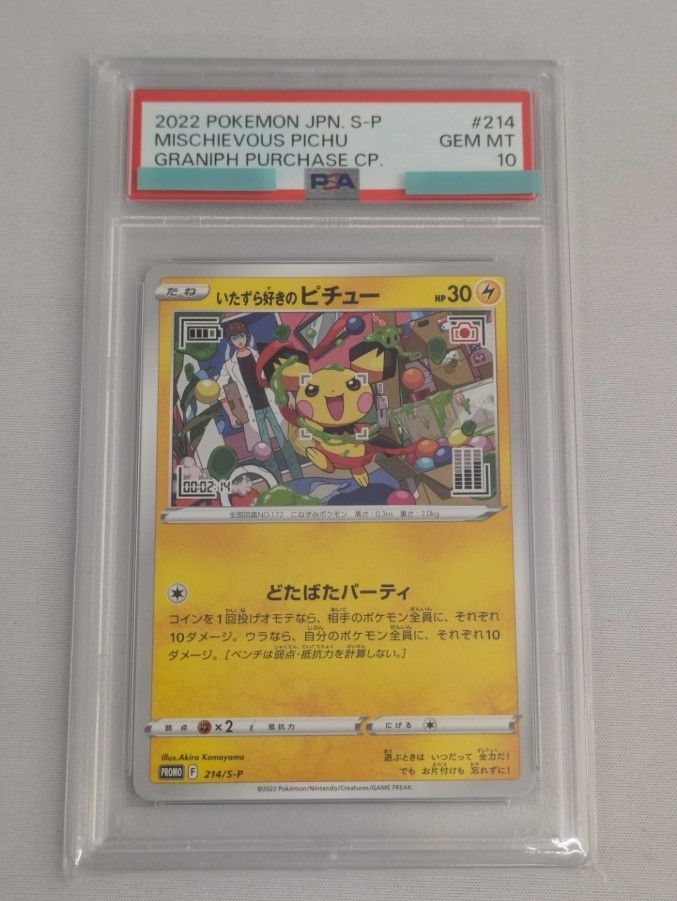 2022 POKEMON JPN. S-P #214
MISCHIEVOUS PICHU GEM MT
GRANIPH PURCHASE CP. 10
PSA
たね いたずら好きのピチュー HP30
00:02:14
全国図鑑NO.172 こねずみポケモン 高さ:0.3m 重さ:2.0kg
どたばたパーティ
コインを1回投げオモテなら、相手のポケモン全員に、それぞれ
10ダメージ。ウラなら、自分のポケモン全員に、それぞれ10
ダメージ。[ベンチは弱点・抵抗力を計算しない。]
弱点 ×2 抵抗力 にげる
Illus.Akira Komayama
遊ぶときは いつだって 全力だ!
でも お片付けも 忘れずに!
PROMO F 214/S-P
©2022 Pokémon/Nintendo/Creatures/GAME FREAK.